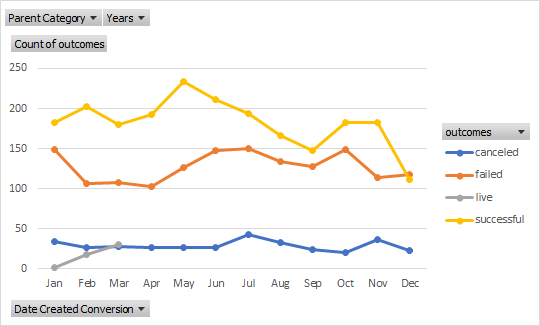 Parent Category Years
Count of outcomes
250
200
150
100
50
0
Jan Feb Mar Apr May Jun Jul Aug Sep Oct Nov Dec
outcomes
canceled
failed
live
successful
Date Created Conversion